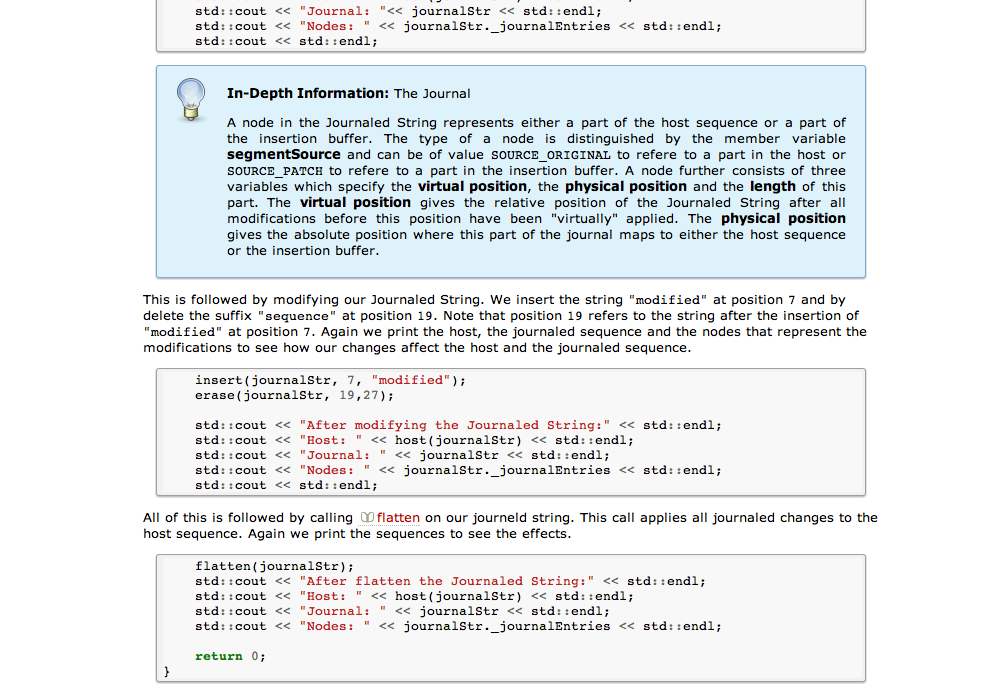 std::cout << "Journal: "<< journalStr << std::endl;
std::cout << "Nodes: " << journalStr._journalEntries << std::endl;
std::cout << std::endl;
In-Depth Information: The Journal
A node in the Journaled String represents either a part of the host sequence or a part of
the insertion buffer. The type of a node is distinguished by the member variable
segmentSource and can be of value SOURCE_ORIGINAL to refere to a part in the host or
SOURCE_PATCH to refere to a part in the insertion buffer. A node further consists of three
variables which specify the virtual position, the physical position and the length of this
part. The virtual position gives the relative position of the Journaled String after all
modifications before this position have been "virtually" applied. The physical position
gives the absolute position where this part of the journal maps to either the host sequence
or the insertion buffer.
This is followed by modifying our Journaled String. We insert the string "modified" at position 7 and by
delete the suffix "sequence" at position 19. Note that position 19 refers to the string after the insertion of
"modified" at position 7. Again we print the host, the journaled sequence and the nodes that represent the
modifications to see how our changes affect the host and the journaled sequence.
insert(journalStr, 7, "modified");
erase(journalStr, 19,27);
std::cout << "After modifying the Journaled String:" << std::endl;
std::cout << "Host: " << host(journalStr) << std::endl;
std::cout << "Journal: " << journalStr << std::endl;
std::cout << "Nodes: " << journalStr._journalEntries << std::endl;
std::cout << std::endl;
All of this is followed by calling flatten on our journeld string. This call applies all journaled changes to the
host sequence. Again we print the sequences to see the effects.
flatten(journalStr);
std::cout << "After flatten the Journaled String:" << std::endl;
std::cout << "Host: " << host(journalStr) << std::endl;
std::cout << "Journal: " << journalStr << std::endl;
std::cout << "Nodes: " << journalStr._journalEntries << std::endl;
return 0;
}